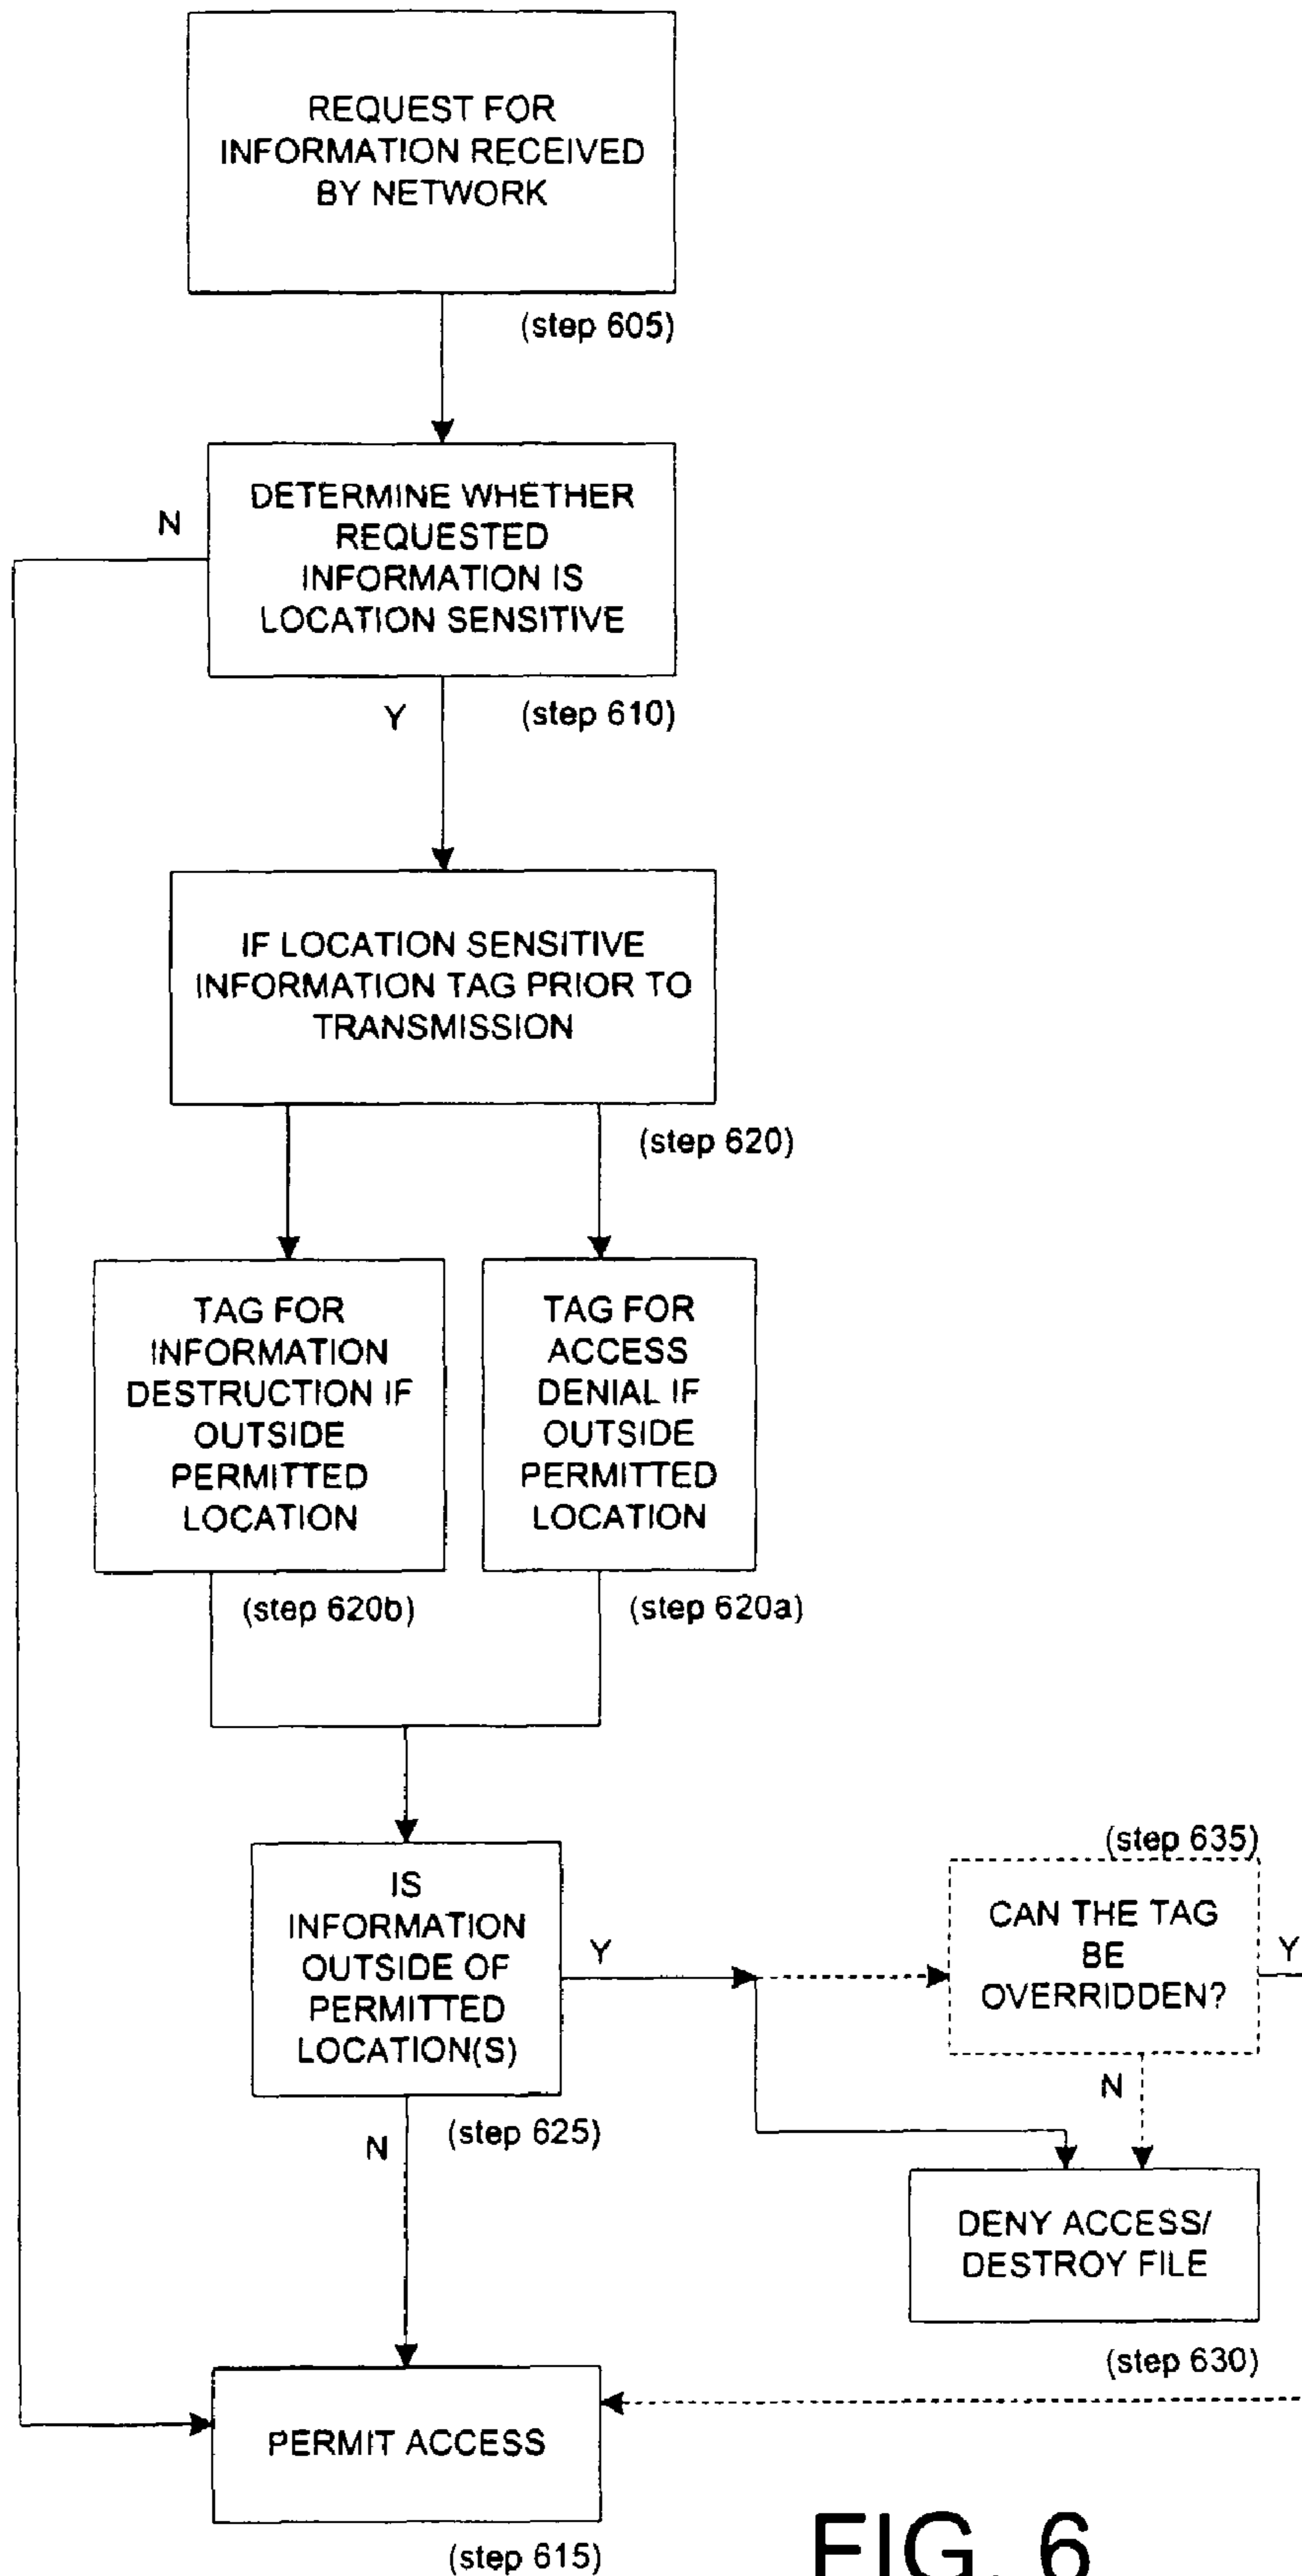 REQUEST FOR
INFORMATION RECEIVED
BY NETWORK
(step 605)
N
DETERMINE WHETHER
REQUESTED
INFORMATION IS
LOCATION SENSITIVE
Y
(step 610)
IF LOCATION SENSITIVE
INFORMATION TAG PRIOR TO
TRANSMISSION
(step 620)
TAG FOR
INFORMATION
DESTRUCTION IF
OUTSIDE
PERMITTED
LOCATION
(step 620b)
TAG FOR
ACCESS
DENIAL IF
OUTSIDE
PERMITTED
LOCATION
(step 620a)
IS
INFORMATION
OUTSIDE OF
PERMITTED
LOCATION(S)
(step 625)
Y
N
(step 635)
CAN THE TAG
BE
OVERRIDDEN?
Y
N
DENY ACCESS/
DESTROY FILE
(step 630)
PERMIT ACCESS
(step 615)
FIG. 6